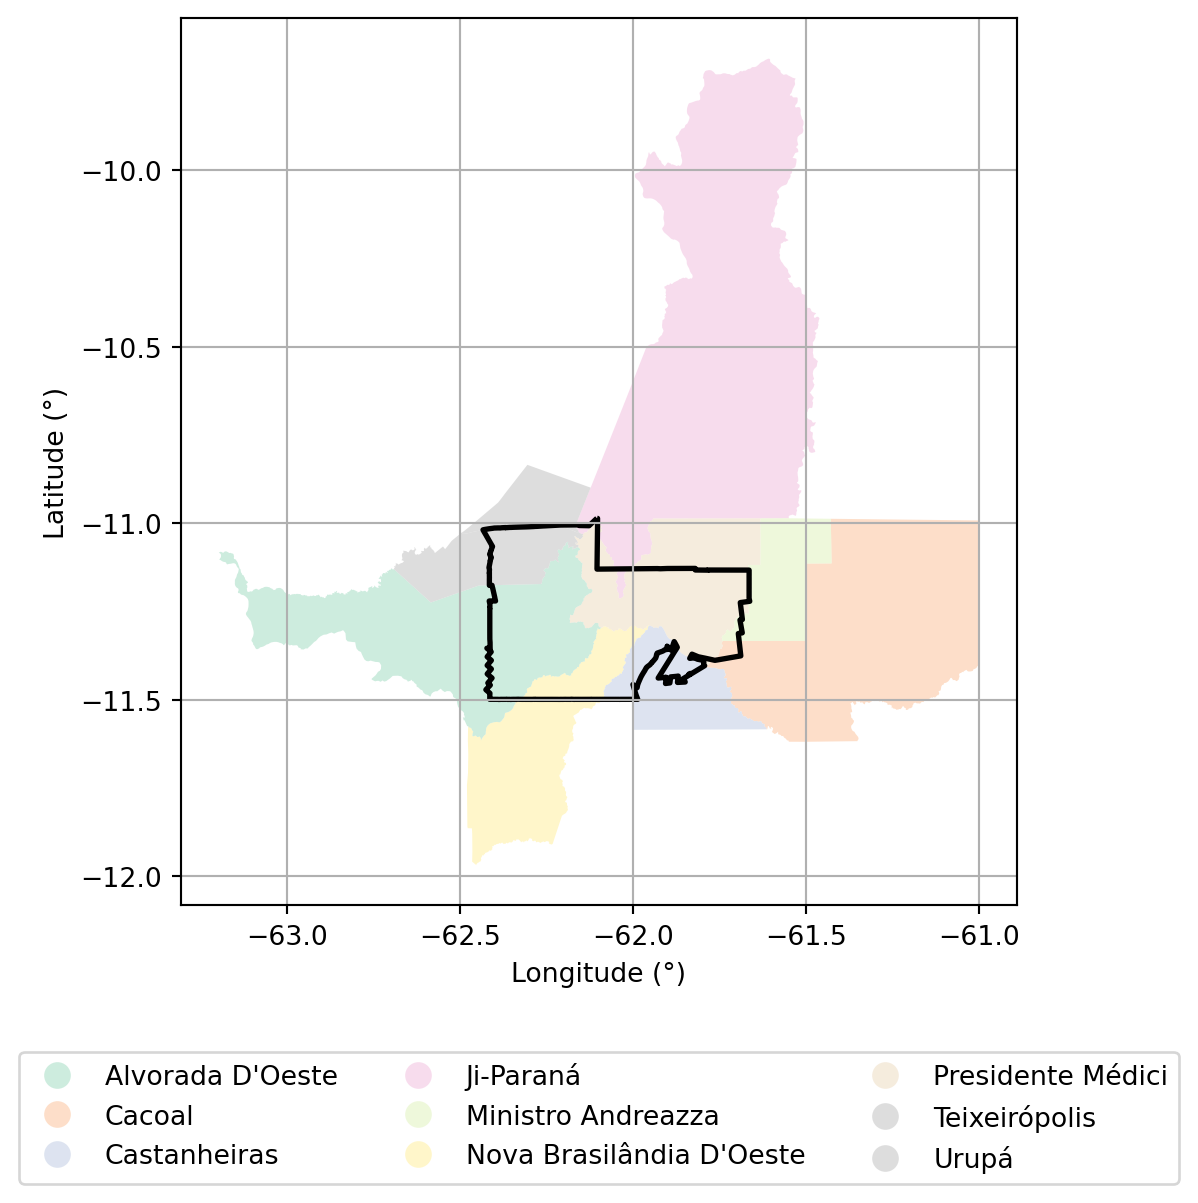 −10.0
−10.5
−11.0
−11.5
−12.0
Latitude (°)
−63.0 −62.5 −62.0 −61.5 −61.0
Longitude (°)
Alvorada D'Oeste
Cacoal
Castanheiras
Ji-Paraná
Ministro Andreazza
Nova Brasilândia D'Oeste
Presidente Médici
Teixeirópolis
Urupá